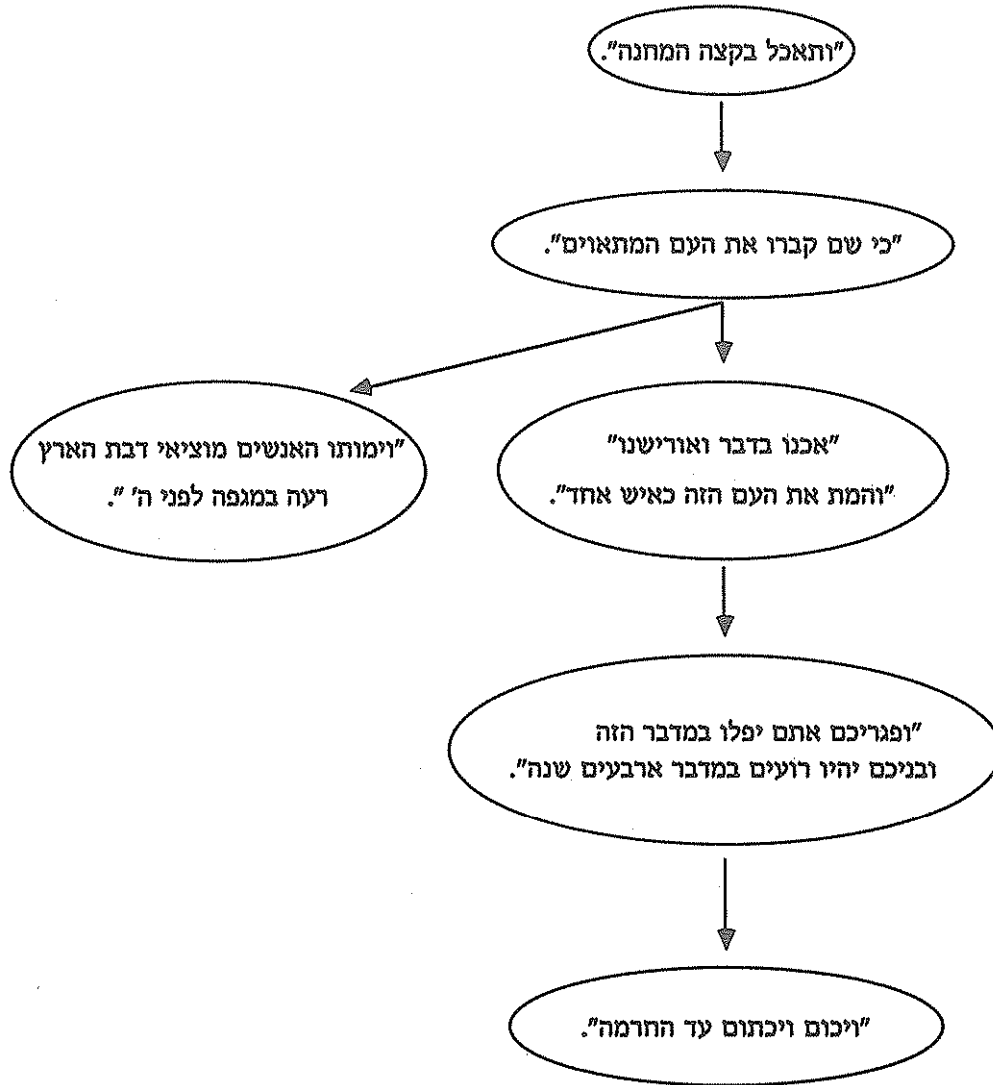 "ותאכל בקצה המחנה".
"כי שם קברו את העם המתאוים".
"וימותו האנשים מוציאי דבת הארץ
רעה במגפה לפני ה' ".
"אכנו בדבר ואורישנו"
"והמת את העם הזה כאיש אחד".
"ופגריכם אתם יפלו במדבר הזה
ובניכם יהיו רועים במדבר ארבעים שנה".
"ויכום ויכתום עד החרמה".